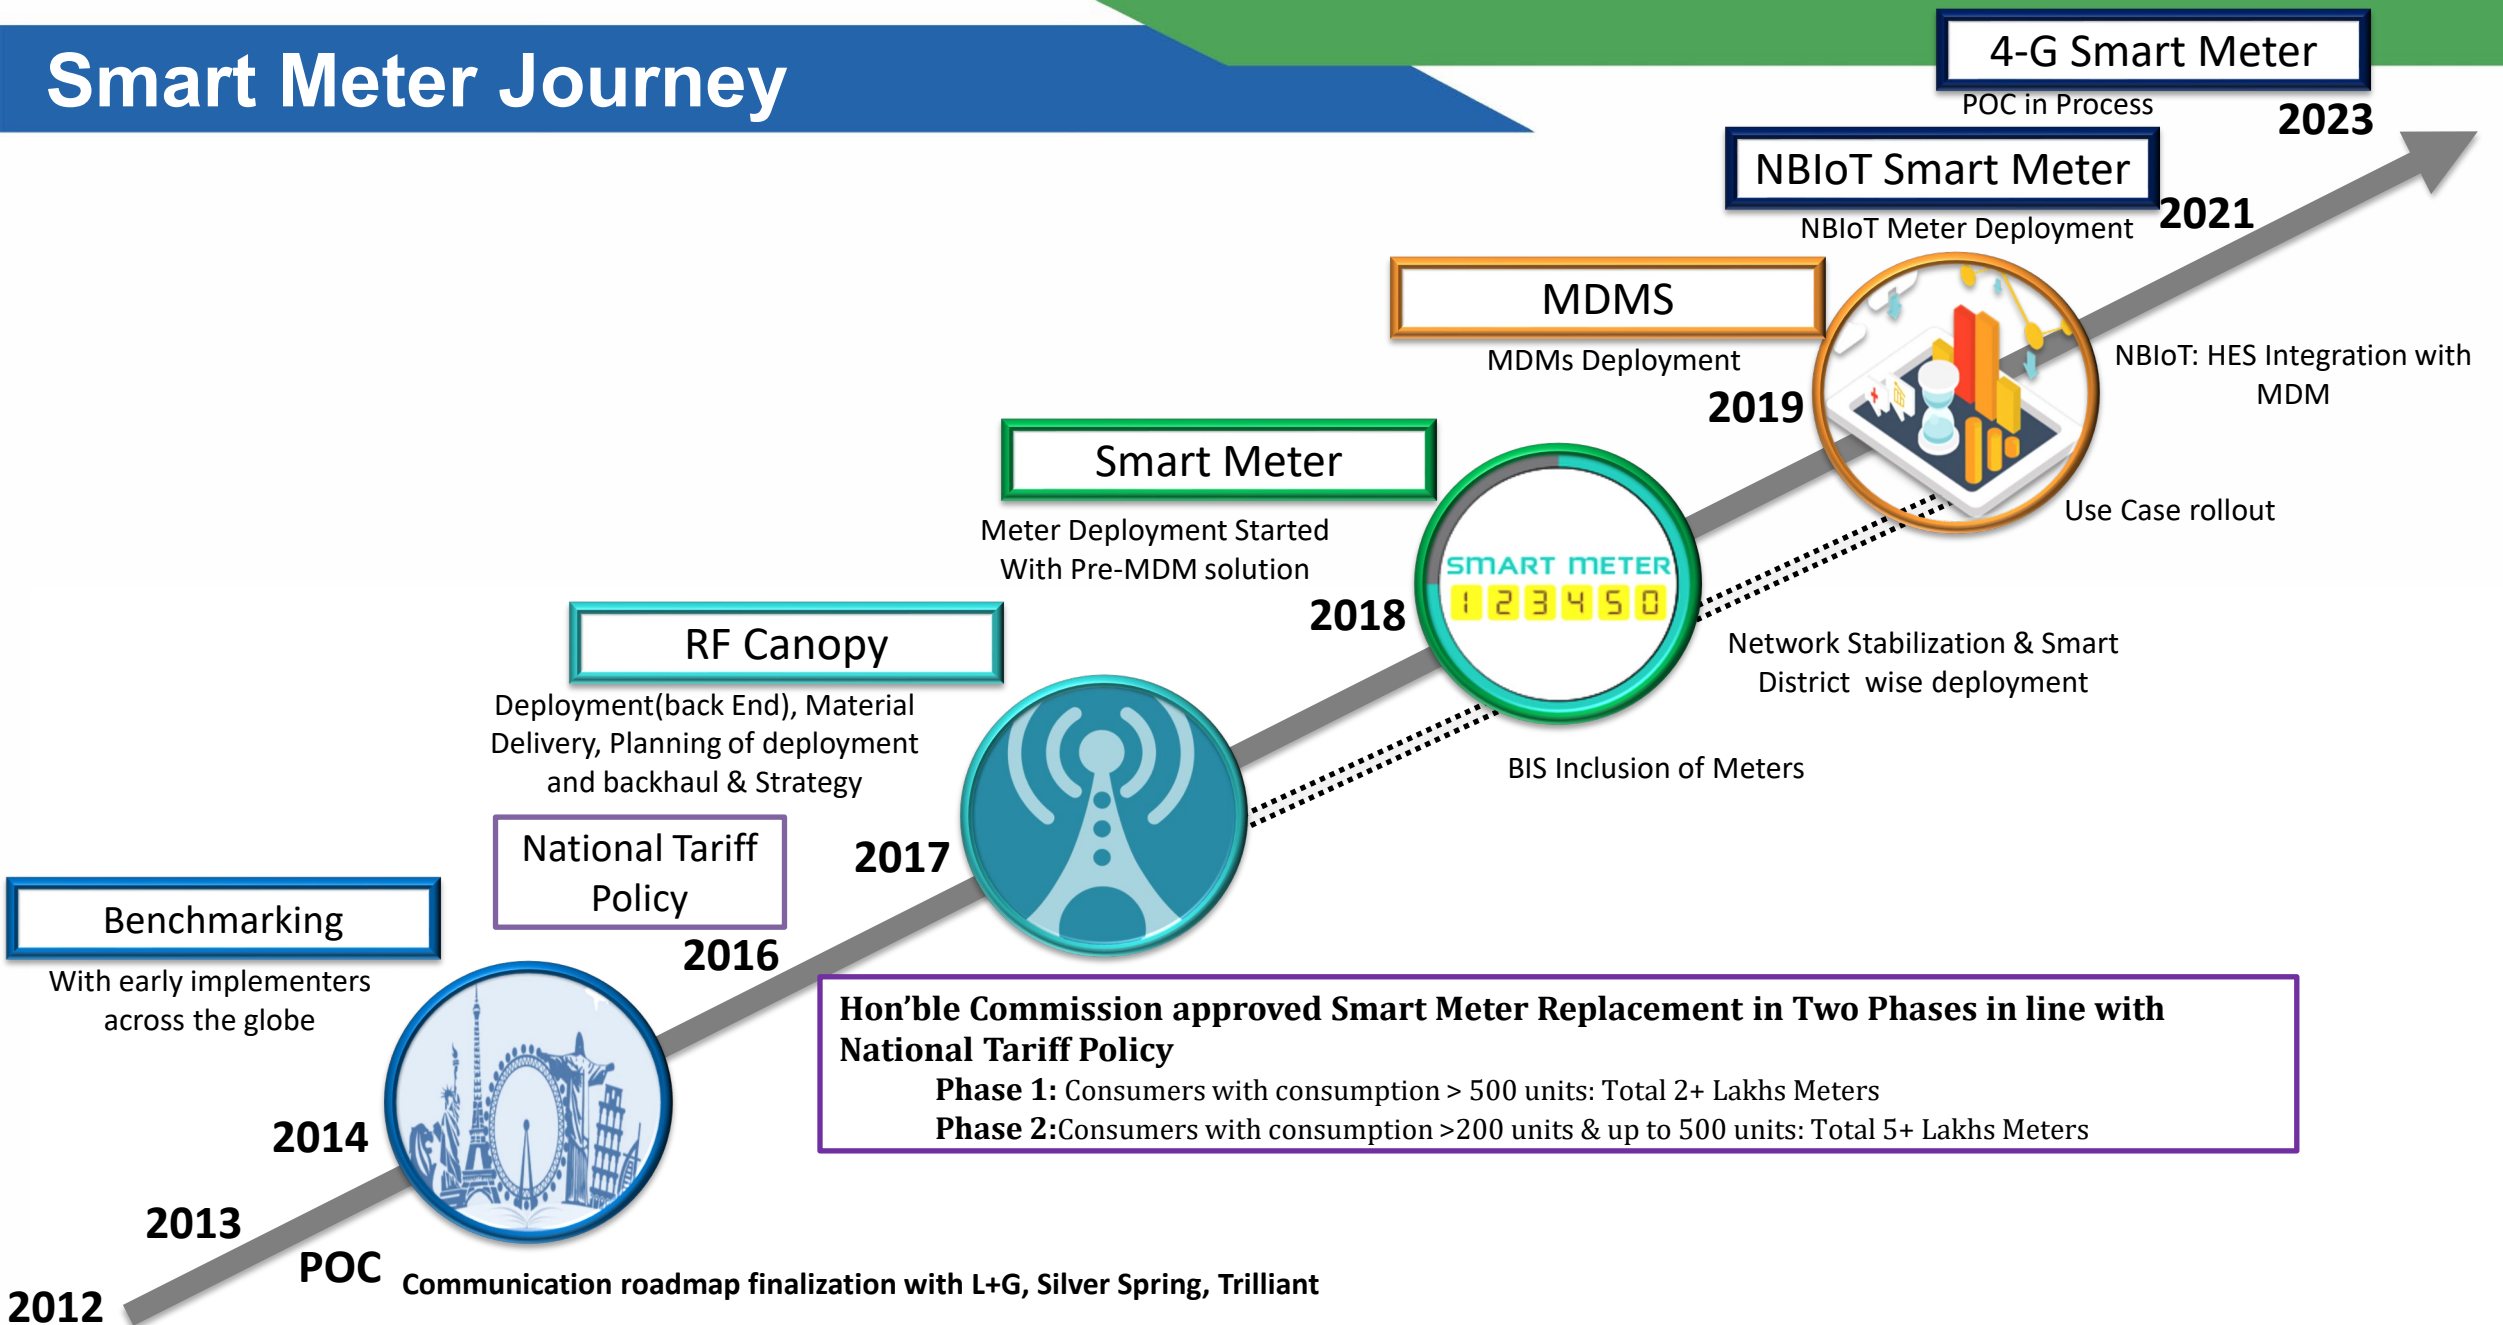 Smart Meter Journey
4-G Smart Meter
POC in Process
2023
NBIoT Smart Meter
NBIoT Meter Deployment
2021
MDMS
MDMs Deployment
2019
NBIoT: HES Integration with
MDM
Use Case rollout
Smart Meter
Meter Deployment Started
With Pre-MDM solution
2018
SMART METER
1 2 3 4 5 0
Network Stabilization & Smart
District wise deployment
BIS Inclusion of Meters
RF Canopy
Deployment(back End), Material
Delivery, Planning of deployment
and backhaul & Strategy
2017
National Tariff
Policy
2016
Benchmarking
With early implementers
across the globe
2014
2013
2012
POC
Communication roadmap finalization with L+G, Silver Spring, Trilliant
Hon’ble Commission approved Smart Meter Replacement in Two Phases in line with
National Tariff Policy
Phase 1: Consumers with consumption > 500 units: Total 2+ Lakhs Meters
Phase 2:Consumers with consumption >200 units & up to 500 units: Total 5+ Lakhs Meters